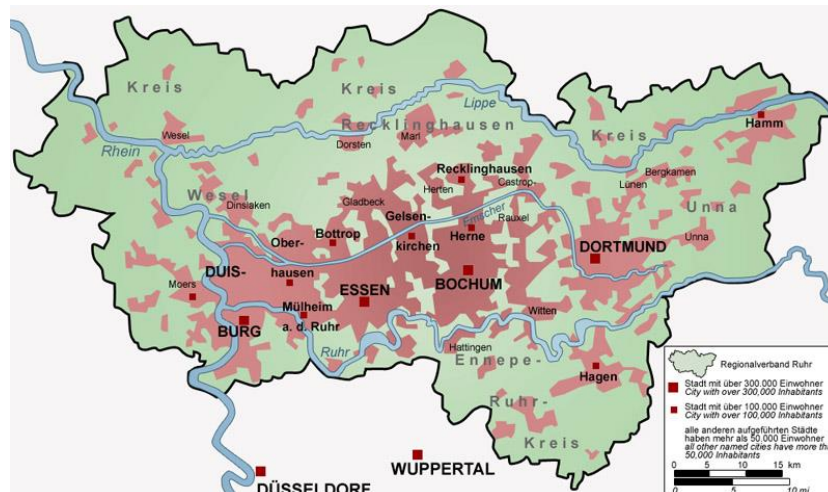 Kreis
Kreis
Lippe
Recklinghausen
Kreis
Hamm
Rhein
Wesel
Dorsten
Marl
Recklinghausen
Bergkamen
Lünen
Wesel
Dinslaken
Gladbeck
Herten
Castrop-
Rauxel
Unna
Gelsen-
kirchen
Emscher
Herne
Unna
Bottrop
Ober-
hausen
DORTMUND
DUIS-
BURG
Moers
ESSEN
BOCHUM
Mülheim
a. d. Ruhr
Witten
Ruhr
Hattingen
Ennepe-
Ruhr-
Kreis
Hagen
WUPPERTAL
DÜSSELDORF
Regionalverband Ruhr
Stadt mit über 300.000 Einwohner
City with over 300,000 Inhabitants
Stadt mit über 100.000 Einwohner
City with over 100,000 Inhabitants
alle anderen aufgeführten Städte
haben mehr als 50.000 Einwohner
all other named cities have more th
50,000 Inhabitants
0 5 10 15 km
0 5 10 mi